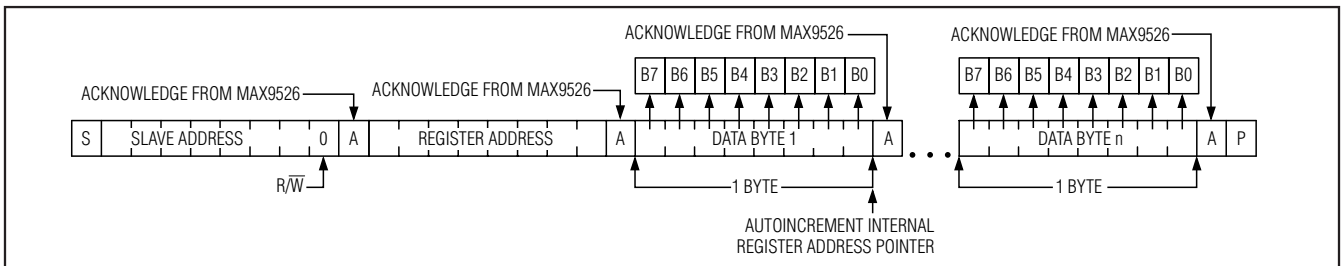 ACKNOWLEDGE FROM MAX9526
ACKNOWLEDGE FROM MAX9526
B7 B6 B5 B4 B3 B2 B1 B0
B7 B6 B5 B4 B3 B2 B1 B0
ACKNOWLEDGE FROM MAX9526
ACKNOWLEDGE FROM MAX9526
S SLAVE ADDRESS 0 A REGISTER ADDRESS A DATA BYTE 1 A • • • DATA BYTE n A P
R/W̅
1 BYTE
1 BYTE
AUTOINCREMENT INTERNAL
REGISTER ADDRESS POINTER